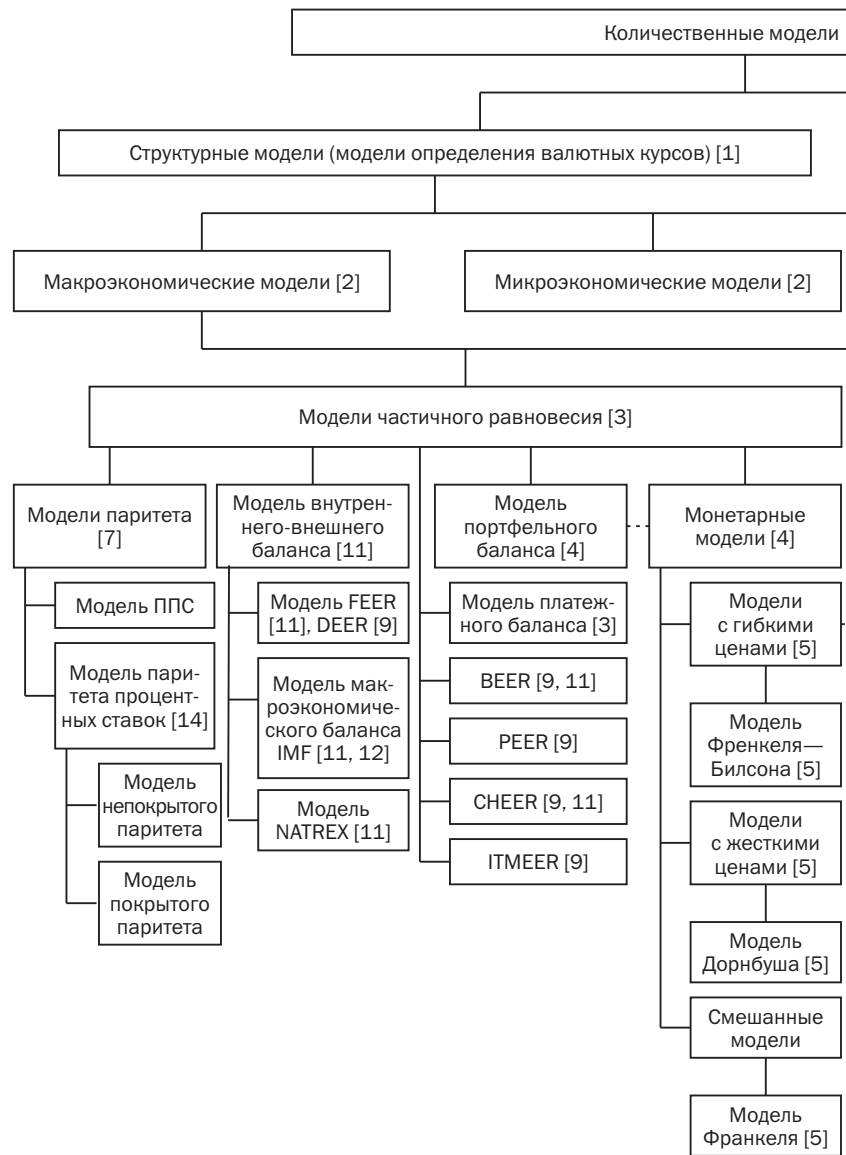 Количественные модели
Структурные модели (модели определения валютных курсов) [1]
Макроэкономические модели [2]
Микроэкономические модели [2]
Модели частичного равновесия [3]
Модели паритета
[7]
Модель внутрен-
него-внешнего
баланса [11]
Модель
портфельного
баланса [4]
Монетарные
модели [4]
Модель ППС
Модель пари-
тета процент-
ных ставок [14]
Модель
непокрытого
паритета
Модель
покрытого
паритета
Модель FEER
[11], DEER [9]
Модель мак-
роэкономиче-
ского баланса
IMF [11, 12]
Модель
NATREX [11]
Модель платеж-
ного баланса [3]
BEER [9, 11]
PEER [9]
CHEER [9, 11]
ITMEER [9]
Модели
с гибкими
ценами [5]
Модель
Френкеля—
Билсона [5]
Модели
с жесткими
ценами [5]
Модель
Дорнбуша [5]
Смешанные
модели
Модель
Франкеля [5]